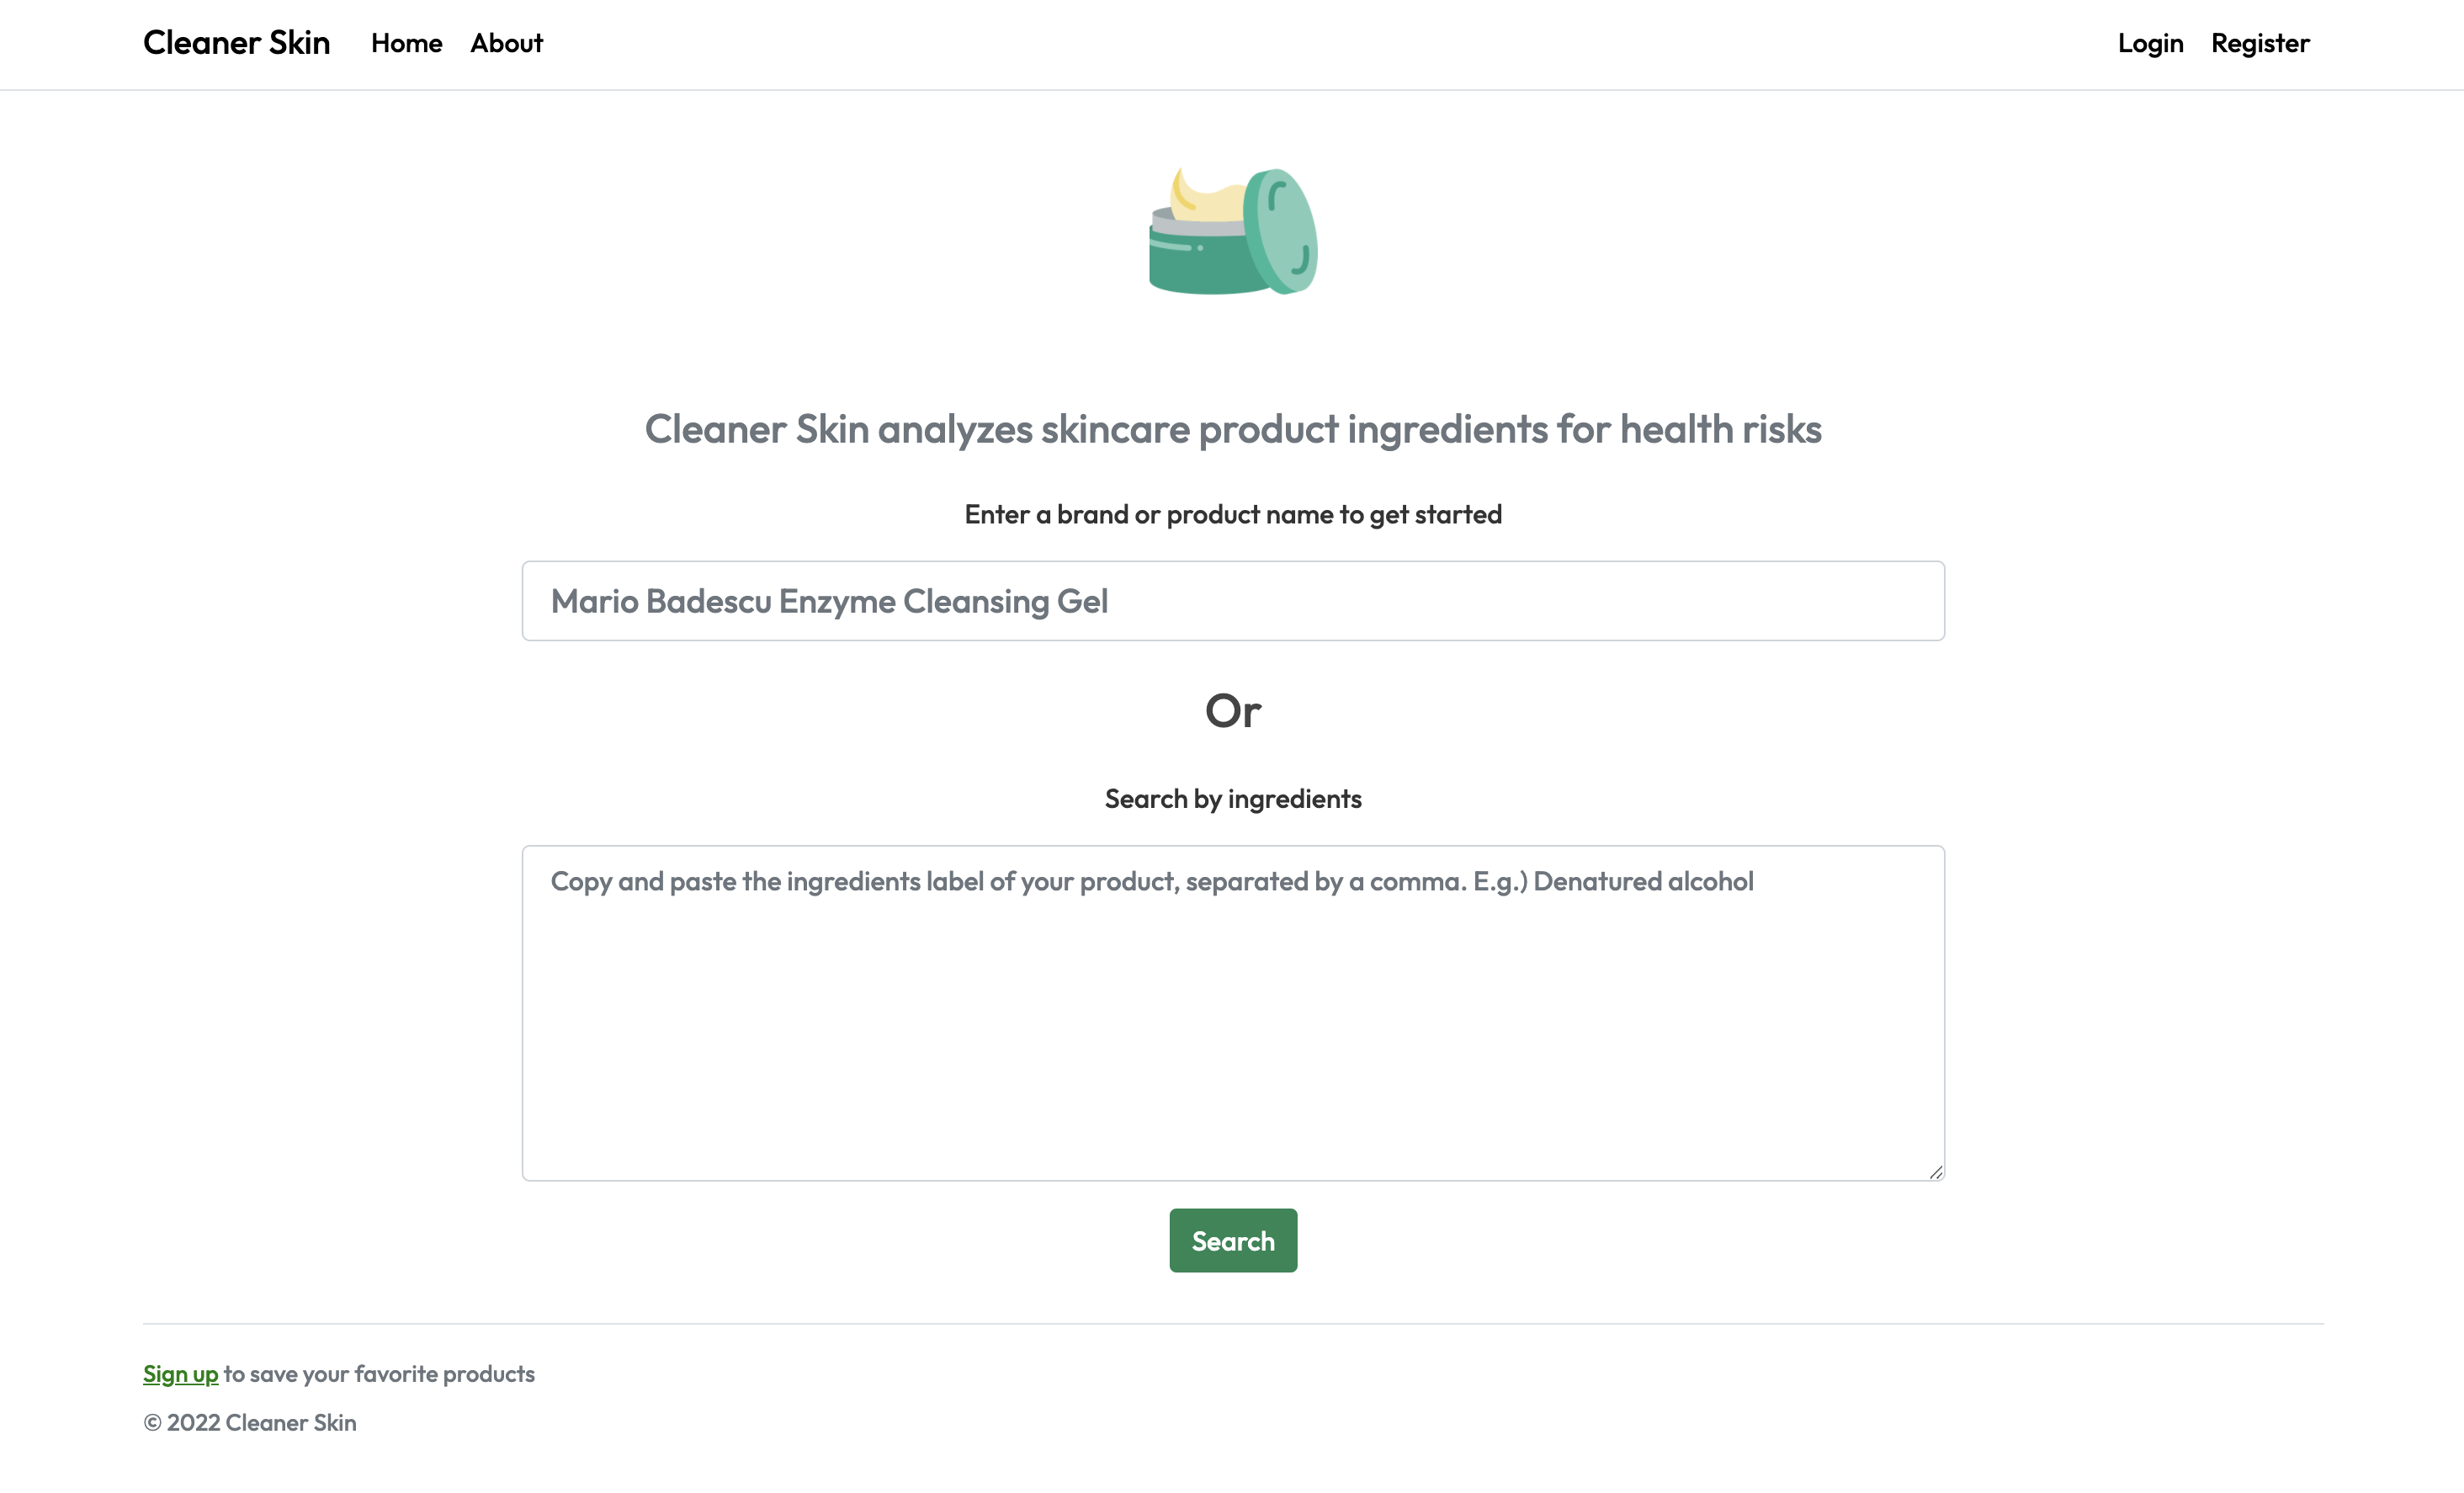 Cleaner Skin Home About Login Register
Cleaner Skin analyzes skincare product ingredients for health risks
Enter a brand or product name to get started
Mario Badescu Enzyme Cleansing Gel
Or
Search by ingredients
Copy and paste the ingredients label of your product, separated by a comma. E.g.) Denatured alcohol
Search
Sign up to save your favorite products
© 2022 Cleaner Skin